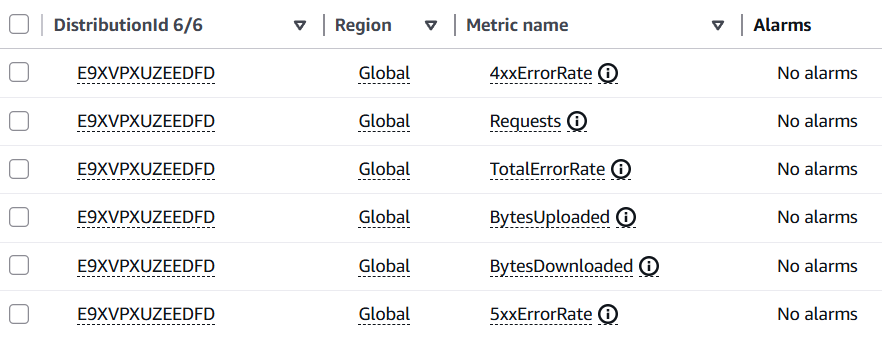 DistributionId 6/6 Region Metric name Alarms
E9XVPXUZEEDFD Global 4xxErrorRate No alarms
E9XVPXUZEEDFD Global Requests No alarms
E9XVPXUZEEDFD Global TotalErrorRate No alarms
E9XVPXUZEEDFD Global BytesUploaded No alarms
E9XVPXUZEEDFD Global BytesDownloaded No alarms
E9XVPXUZEEDFD Global 5xxErrorRate No alarms